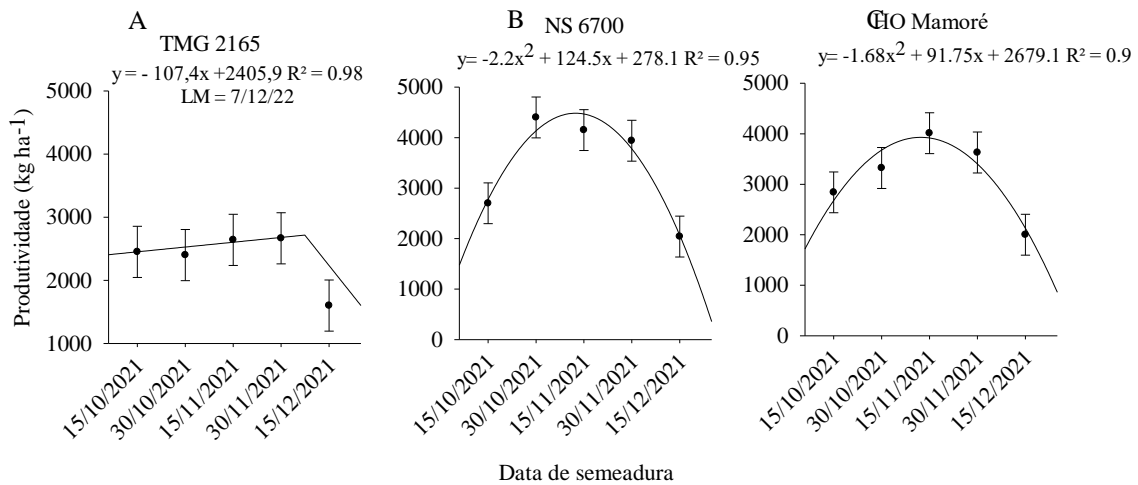 A
TMG 2165
y = - 107,4x +2405,9 R² = 0.98
LM = 7/12/22
B
NS 6700
y= -2.2x² + 124.5x + 278.1 R² = 0.95
C
HO Mamoré
y= -1.68x² + 91.75x + 2679.1 R² = 0.9
Produtividade (kg ha⁻¹)
5000
4000
3000
2000
1000
15/10/2021
30/10/2021
15/11/2021
30/11/2021
15/12/2021
5000
4000
3000
2000
1000
0
15/10/2021
30/10/2021
15/11/2021
30/11/2021
15/12/2021
5000
4000
3000
2000
1000
0
15/10/2021
30/10/2021
15/11/2021
30/11/2021
15/12/2021
Data de semeadura